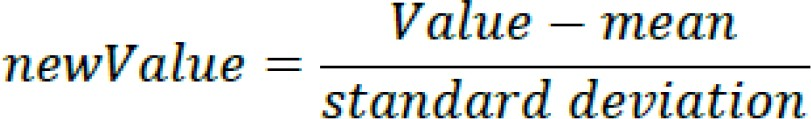 newValue = Value − mean
standard deviation